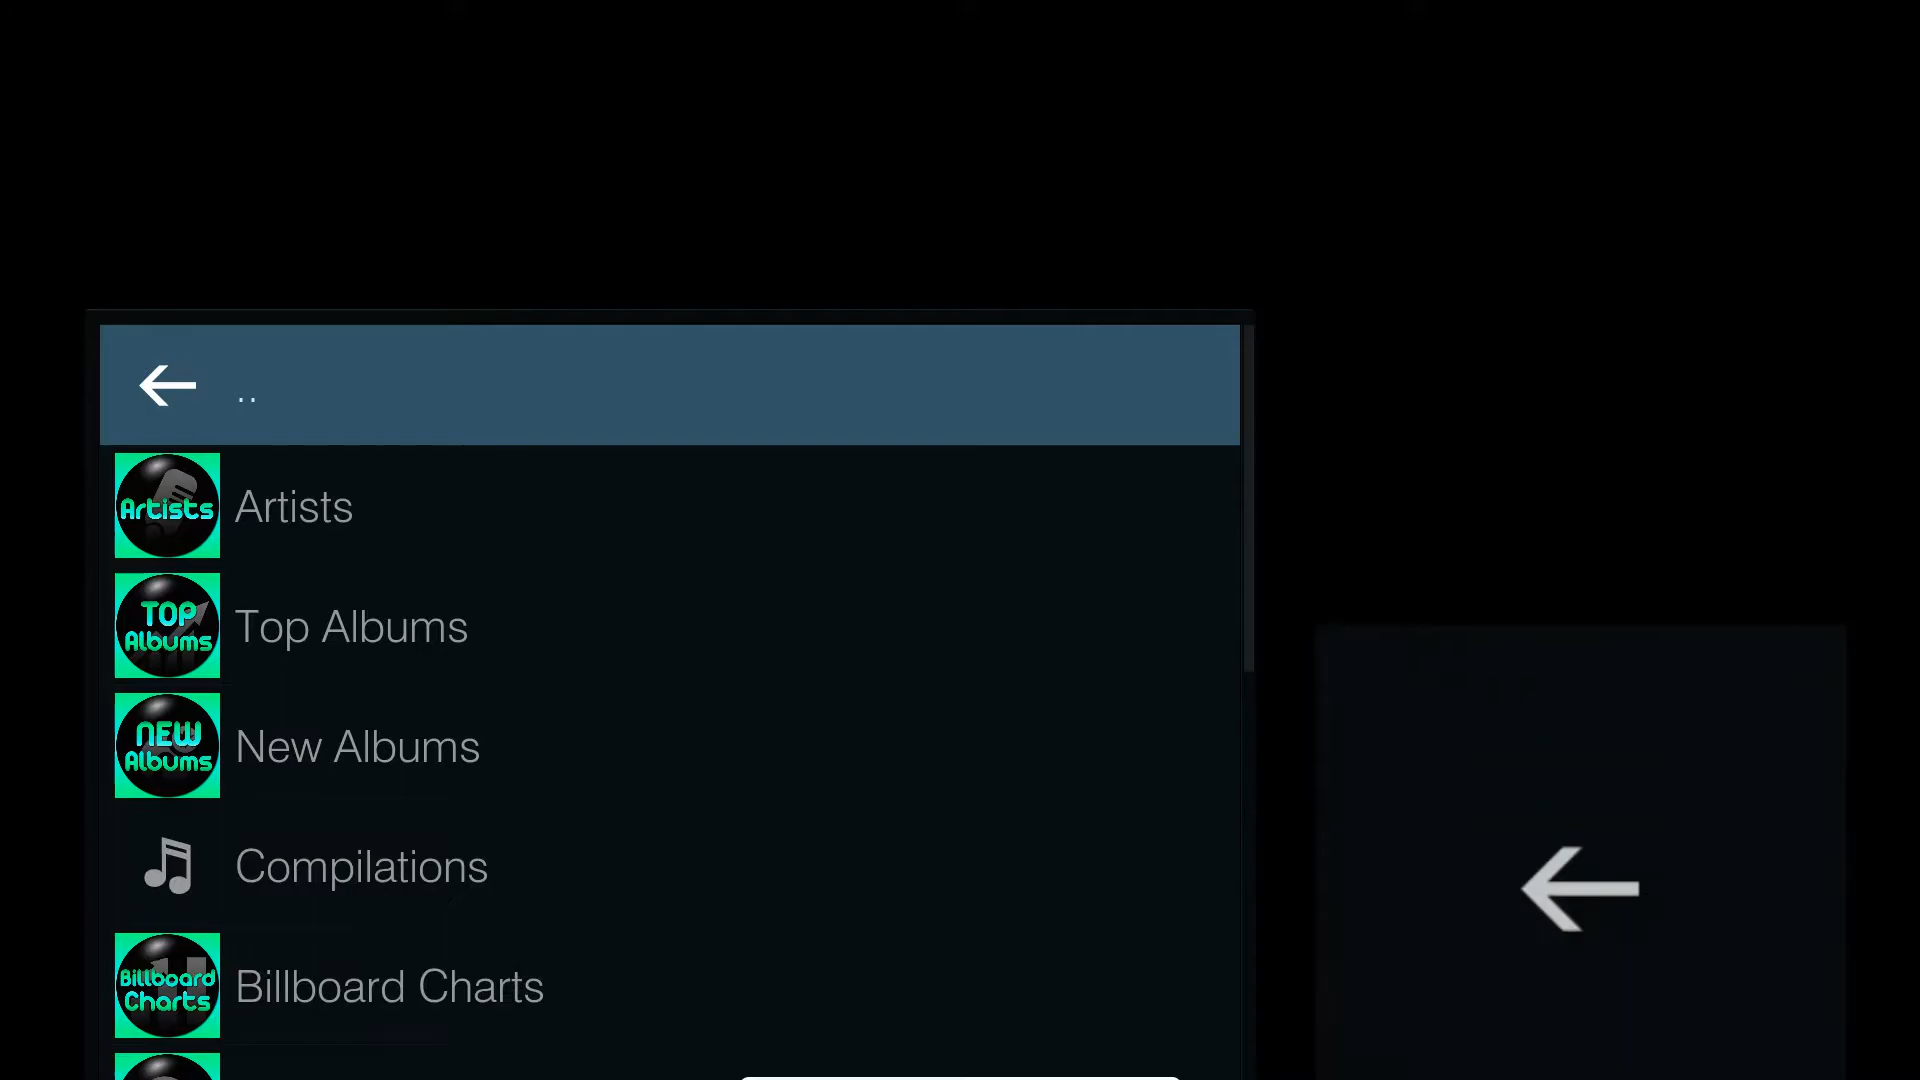 ..
Artists
Artists
TOP
Albums
Top Albums
NEW
Albums
New Albums
Compilations
Billboard
Charts
Billboard Charts